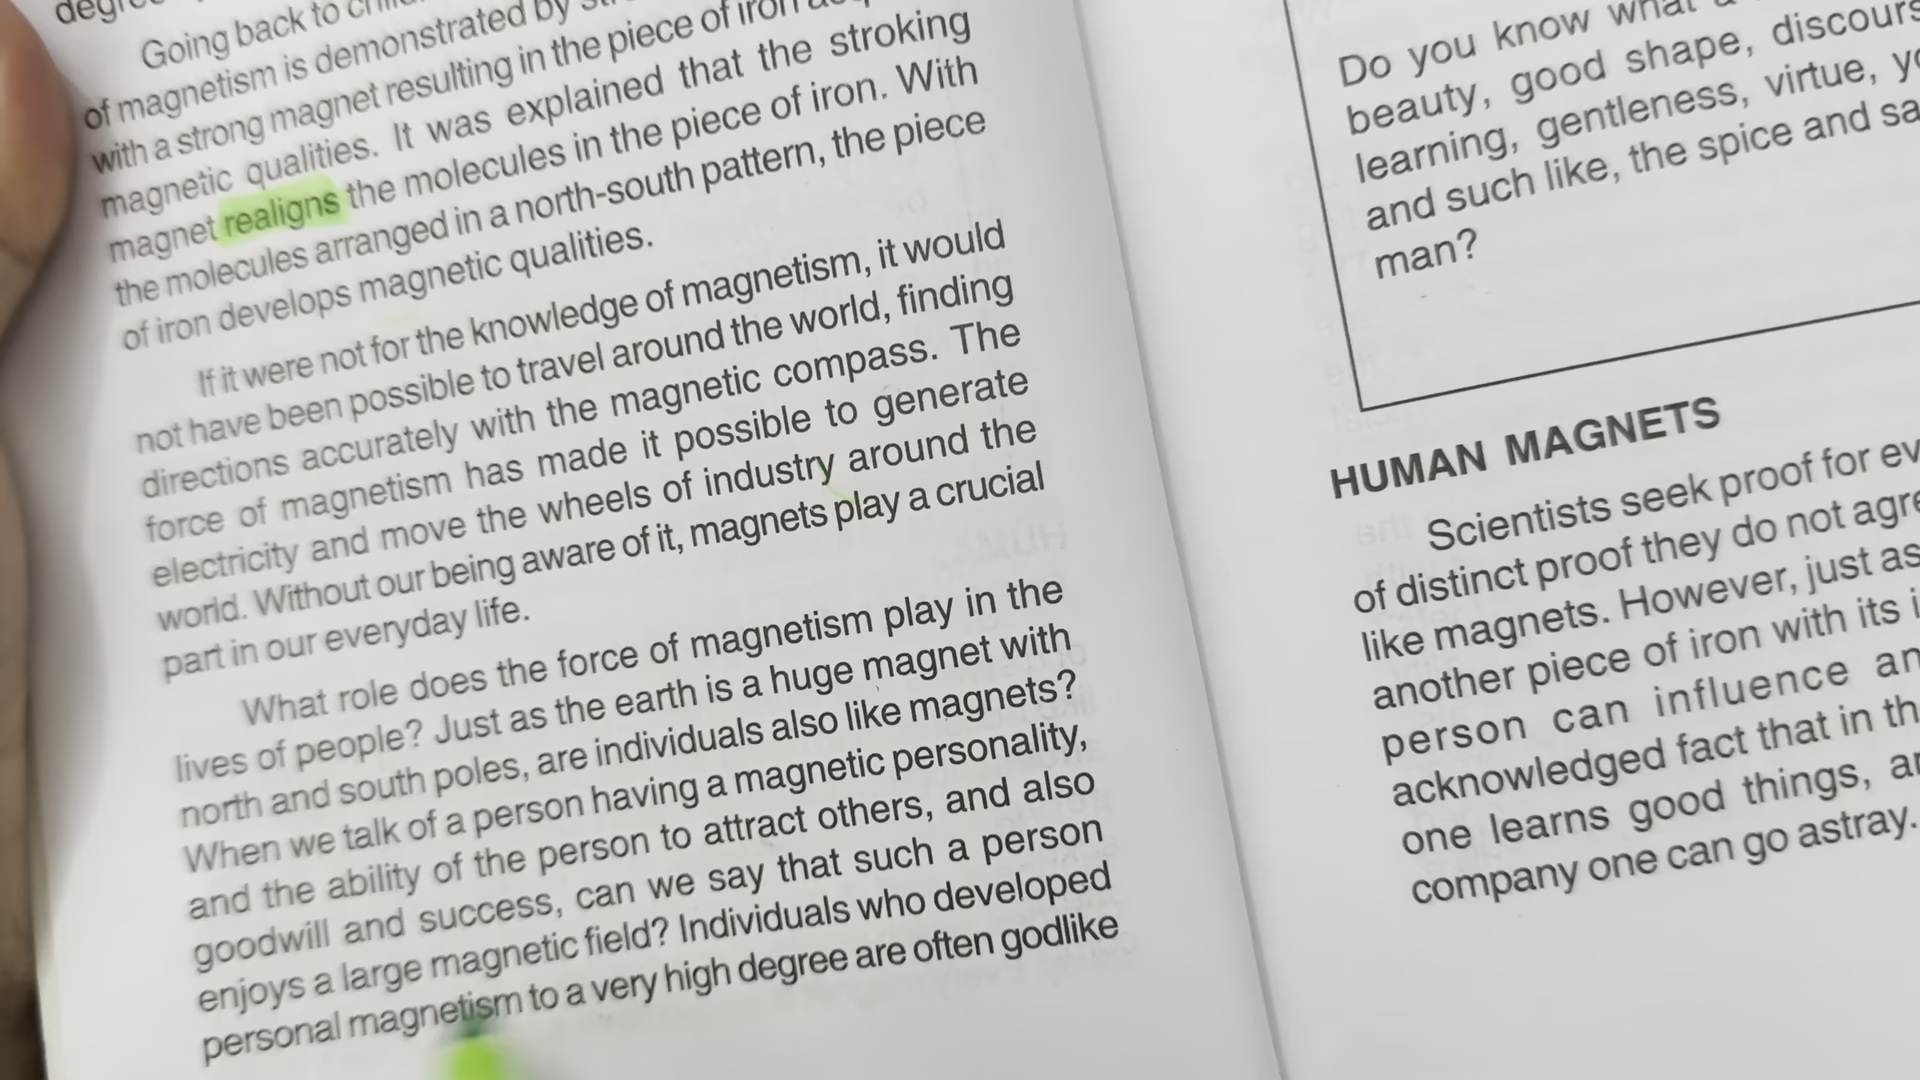 Going back to
of magnetism is demonstrated by
with a strong magnet resulting in the piece of iron
magnetic qualities. It was explained that the stroking
magnet realigns the molecules in the piece of iron. With
the molecules arranged in a north-south pattern, the piece
of iron develops magnetic qualities.
If it were not for the knowledge of magnetism, it would
not have been possible to travel around the world, finding
directions accurately with the magnetic compass. The
force of magnetism has made it possible to generate
electricity and move the wheels of industry around the
world. Without our being aware of it, magnets play a crucial
part in our everyday life.
What role does the force of magnetism play in the
lives of people? Just as the earth is a huge magnet with
north and south poles, are individuals also like magnets?
When we talk of a person having a magnetic personality,
and the ability of the person to attract others, and also
goodwill and success, can we say that such a person
enjoys a large magnetic field? Individuals who developed
personal magnetism to a very high degree are often godlike
Do you know what
beauty, good shape,
learning, gentleness, virtue,
and such like, the spice and
man?
HUMAN MAGNETS
Scientists seek proof for
of distinct proof they do not
like magnets. However, just as
another piece of iron with its
person can influence
acknowledged fact that in
one learns good things,
company one can go astray.